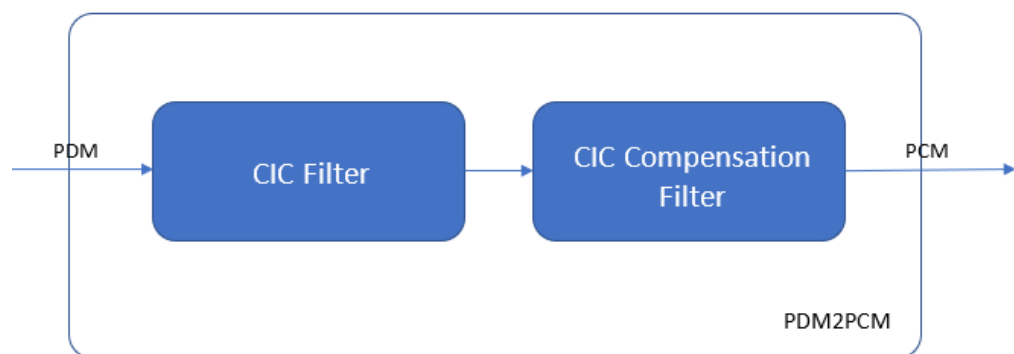 PDM
CIC Filter
CIC Compensation
Filter
PCM
PDM2PCM